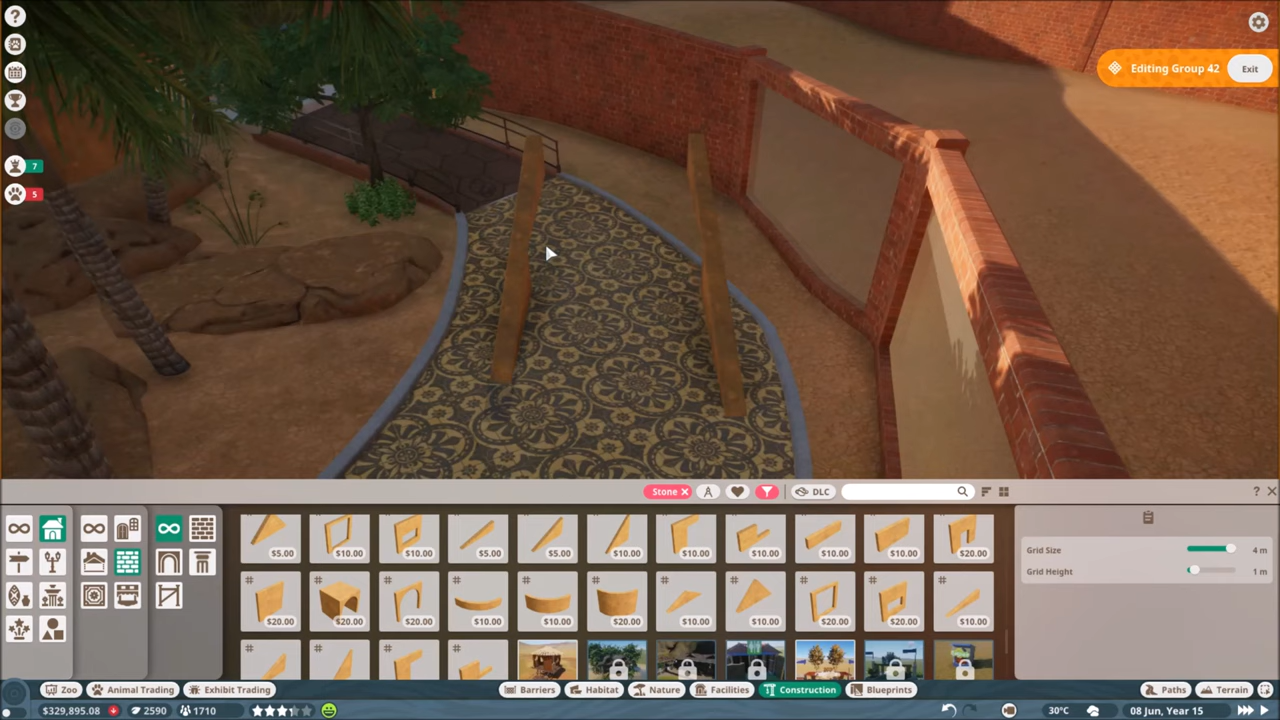 Editing Group 42
Exit
7
5
Stone
DLC
$5.00 $10.00 $10.00 $5.00 $5.00 $10.00 $10.00 $10.00 $10.00 $10.00 $20.00
$20.00 $20.00 $20.00 $10.00 $10.00 $20.00 $10.00 $10.00 $20.00 $20.00 $10.00
Grid Size 4 m
Grid Height 1 m
Zoo Animal Trading Exhibit Trading Barriers Habitat Nature Facilities Construction Blueprints Paths Terrain
$329,895.08 2590 1710 30°C 08 Jun, Year 15